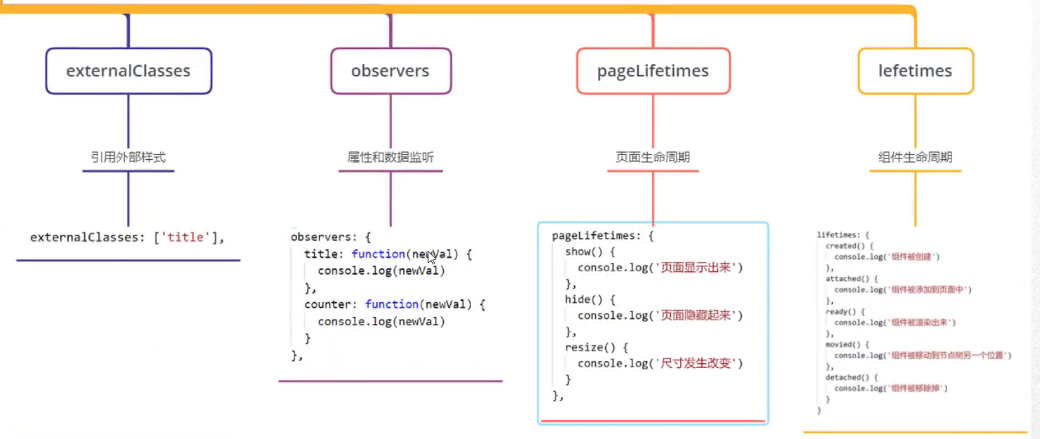 externalClasses
引用外部样式
externalClasses: ['title'],
observers
属性和数据监听
observers: {
title: function(newVal) {
console.log(newVal)
},
counter: function(newVal) {
console.log(newVal)
}
},
pageLifetimes
页面生命周期
pageLifetimes: {
show() {
console.log('页面显示出来')
},
hide() {
console.log('页面隐藏起来')
},
resize() {
console.log('尺寸发生改变')
}
},
lefetimes
组件生命周期
lifetimes: {
created() {
console.log('组件被创建')
},
attached() {
console.log('组件被添加到页面中')
},
ready() {
console.log('组件被渲染出来')
},
movied() {
console.log('组件被移动到节点树另一个位置')
},
detached() {
console.log('组件被移除掉')
}
}